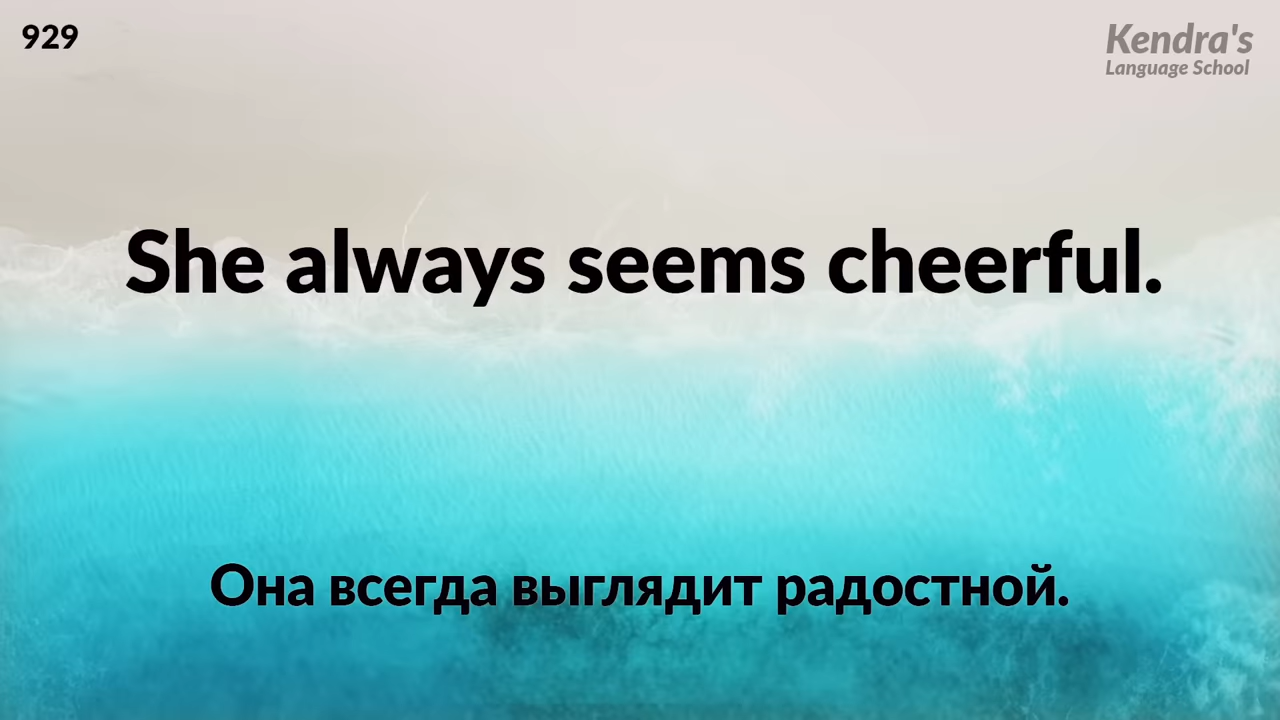 929
Kendra's
Language School
She always seems cheerful.
Она всегда выглядит радостной.